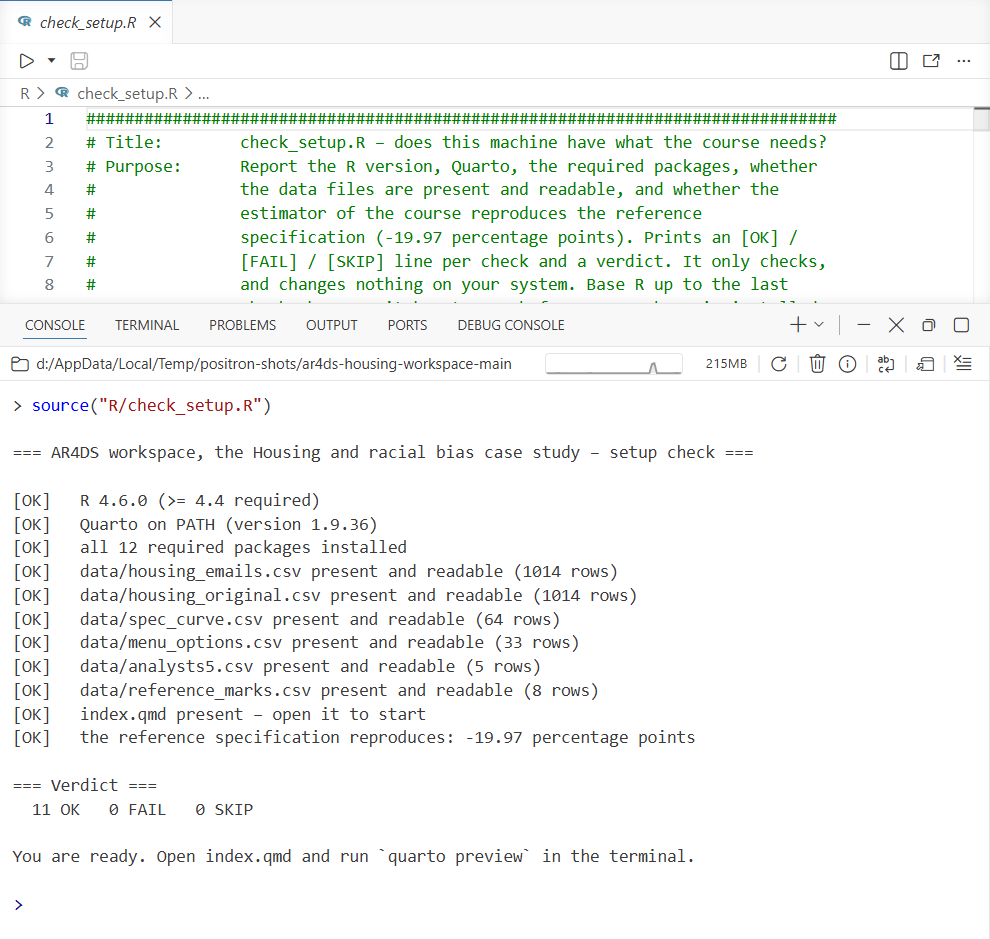 check_setup.R
R > check_setup.R > ...
1 ##############################################################################
2 # Title: check_setup.R – does this machine have what the course needs?
3 # Purpose: Report the R version, Quarto, the required packages, whether
4 # the data files are present and readable, and whether the
5 # estimator of the course reproduces the reference
6 # specification (-19.97 percentage points). Prints an [OK] /
7 # [FAIL] / [SKIP] line per check and a verdict. It only checks,
8 # and changes nothing on your system. Base R up to the last
CONSOLE TERMINAL PROBLEMS OUTPUT PORTS DEBUG CONSOLE
d:/AppData/Local/Temp/positron-shots/ar4ds-housing-workspace-main 215MB
> source("R/check_setup.R")
=== AR4DS workspace, the Housing and racial bias case study – setup check ===
[OK] R 4.6.0 (>= 4.4 required)
[OK] Quarto on PATH (version 1.9.36)
[OK] all 12 required packages installed
[OK] data/housing_emails.csv present and readable (1014 rows)
[OK] data/housing_original.csv present and readable (1014 rows)
[OK] data/spec_curve.csv present and readable (64 rows)
[OK] data/menu_options.csv present and readable (33 rows)
[OK] data/analysts5.csv present and readable (5 rows)
[OK] data/reference_marks.csv present and readable (8 rows)
[OK] index.qmd present – open it to start
[OK] the reference specification reproduces: -19.97 percentage points
=== Verdict ===
11 OK 0 FAIL 0 SKIP
You are ready. Open index.qmd and run `quarto preview` in the terminal.
>